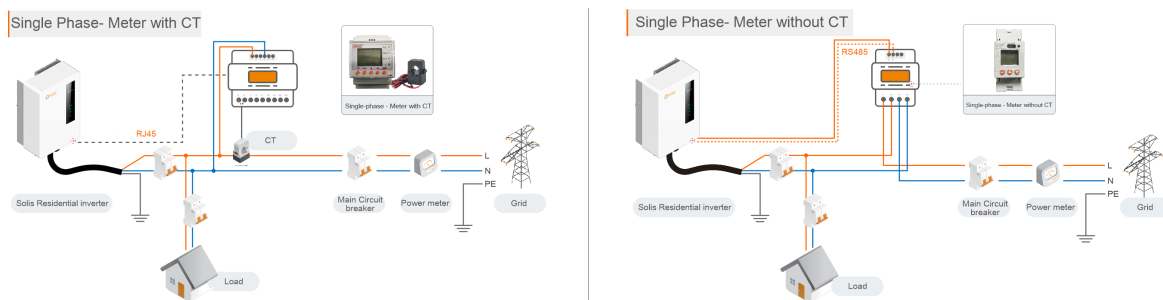 Single Phase- Meter with CT
Single-phase - Meter with CT
RJ45
CT
L
N
PE
Solis Residential inverter
Main Circuit
breaker
Power meter
Grid
Load
Single Phase- Meter without CT
RS485
Single-phase - Meter without CT
L
N
PE
Solis Residential inverter
Main Circuit
breaker
Power meter
Grid
Load